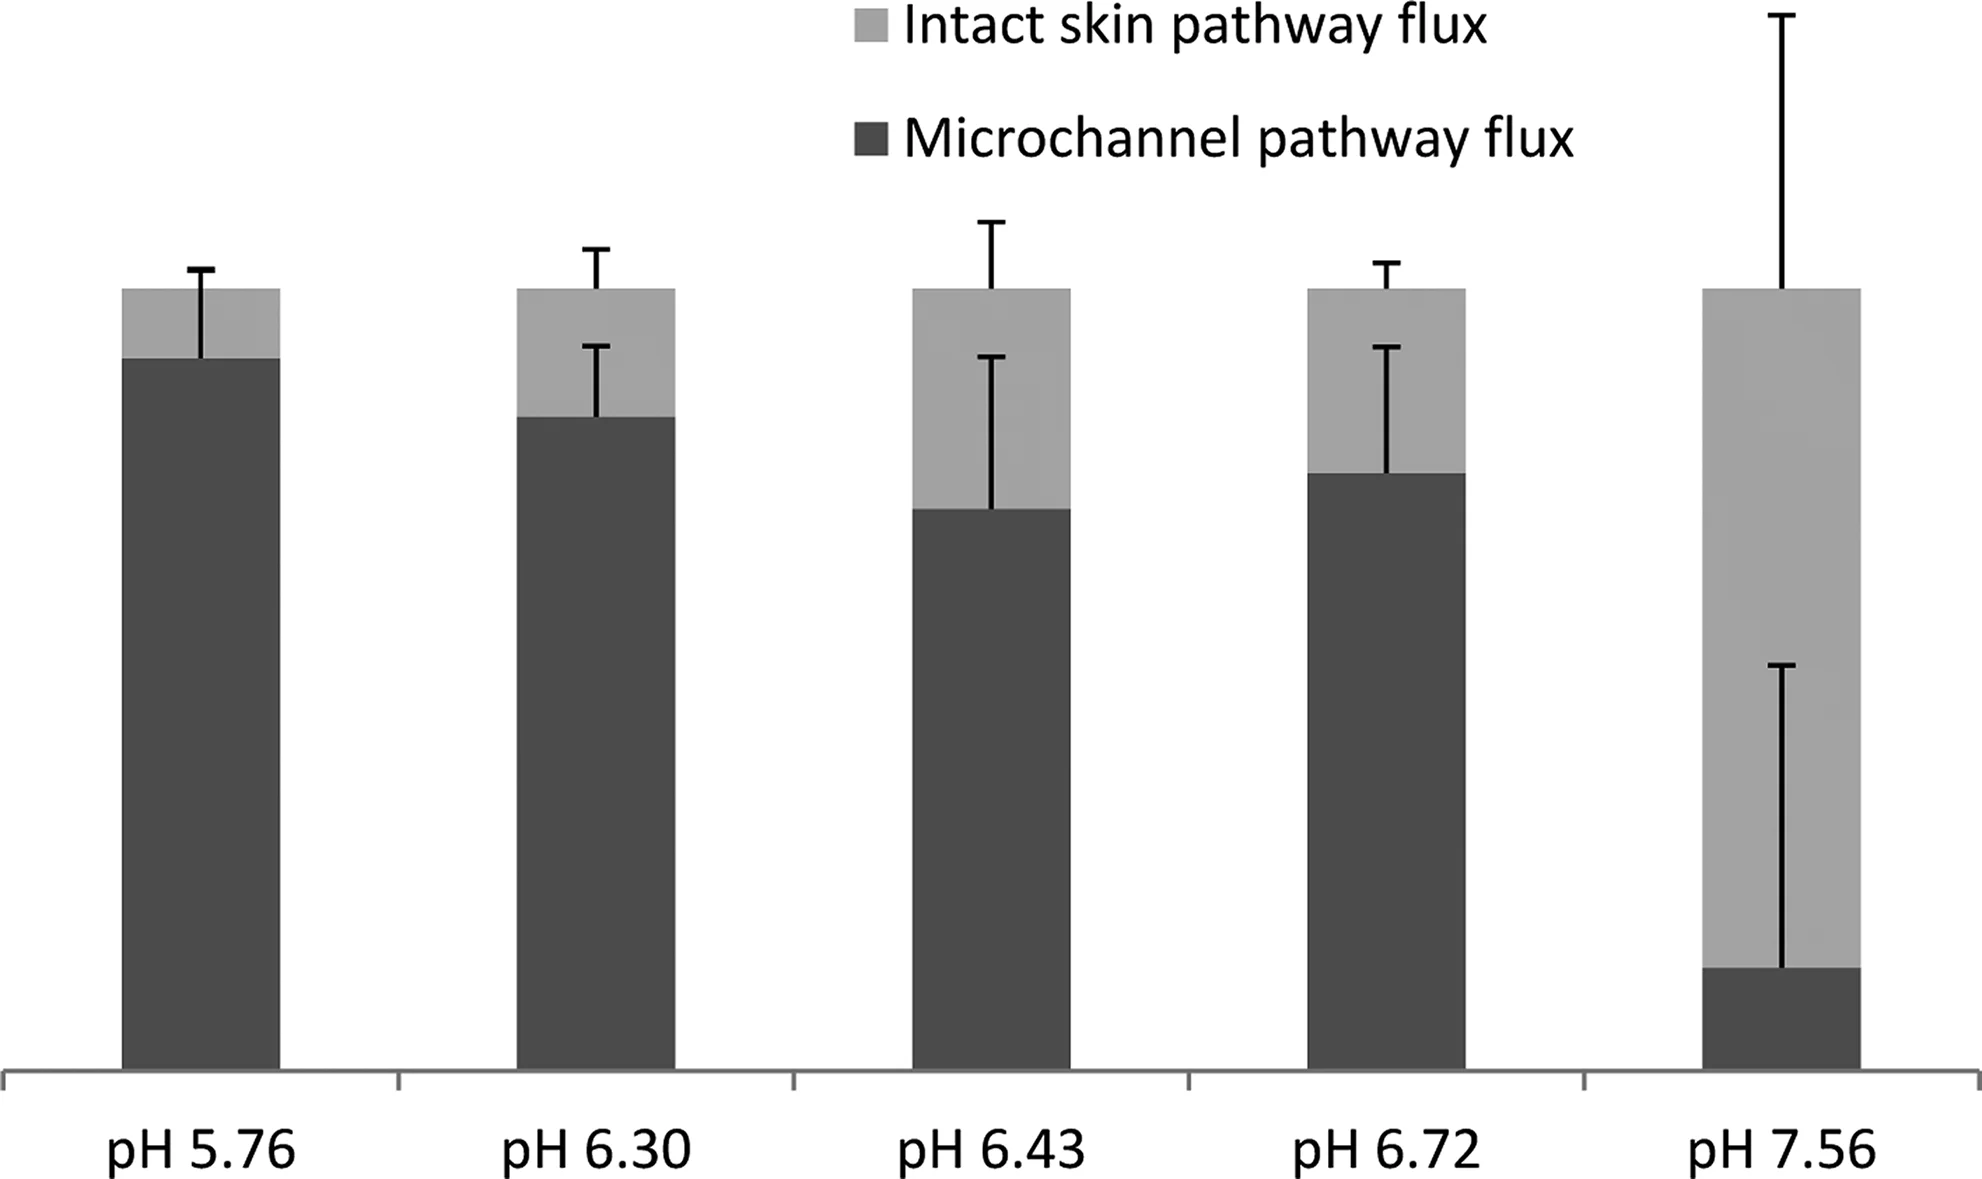 Intact skin pathway flux
Microchannel pathway flux
pH 5.76
pH 6.30
pH 6.43
pH 6.72
pH 7.56